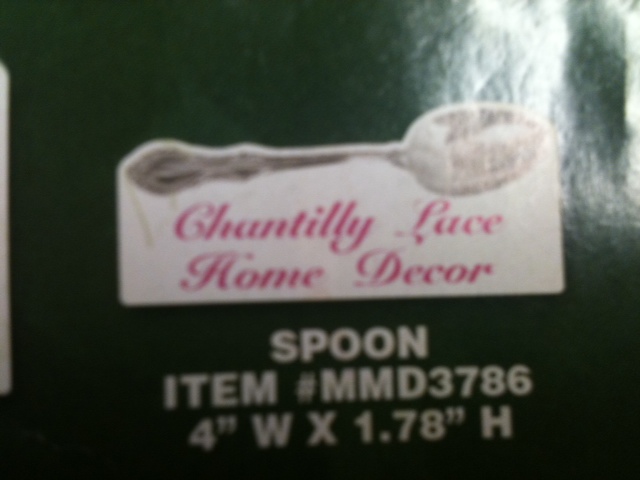 Chantilly Lace
Home Decor
SPOON
ITEM #MMD3786
4” W X 1.78” H